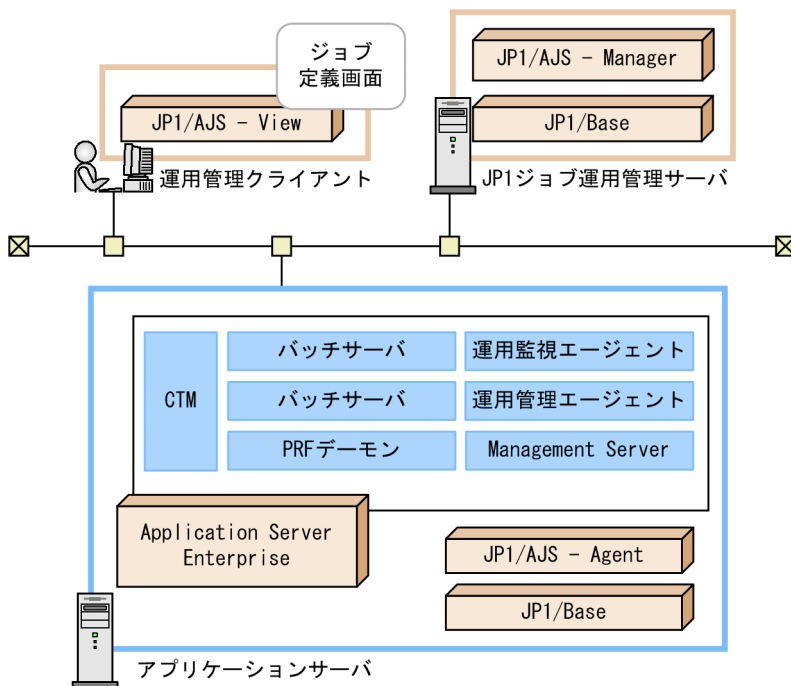 ジョブ
定義画面
JP1/AJS − View
運用管理クライアント
JP1/AJS − Manager
JP1/Base
JP1ジョブ運用管理サーバ
CTM
バッチサーバ
運用監視エージェント
バッチサーバ
運用管理エージェント
PRFデーモン
Management Server
Application Server
Enterprise
JP1/AJS − Agent
JP1/Base
アプリケーションサーバ